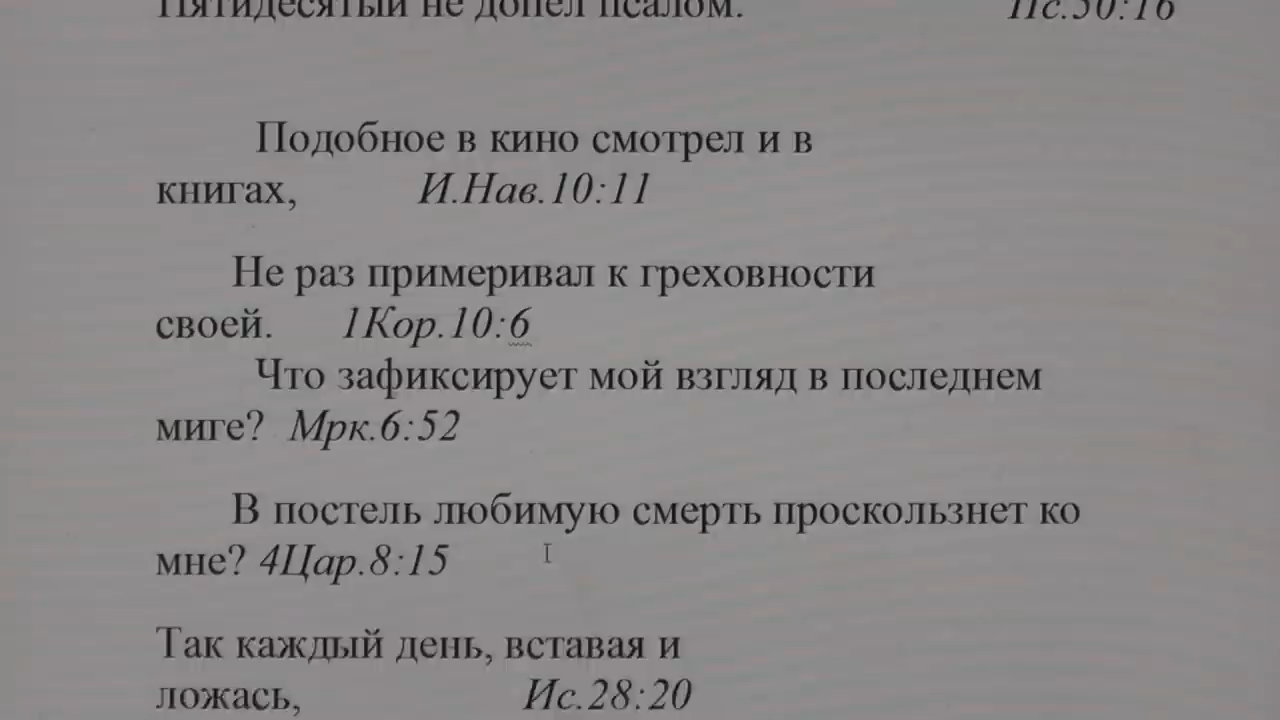 Пятидесятый не допел псалом. Пс.50:16
Подобное в кино смотрел и в
книгах, И.Нав.10:11
Не раз примеривал к греховности
своей. 1Кор.10:6
Что зафиксирует мой взгляд в последнем
миге? Мрк.6:52
В постель любимую смерть проскользнет ко
мне? 4Цар.8:15
Так каждый день, вставая и
ложась, Ис.28:20